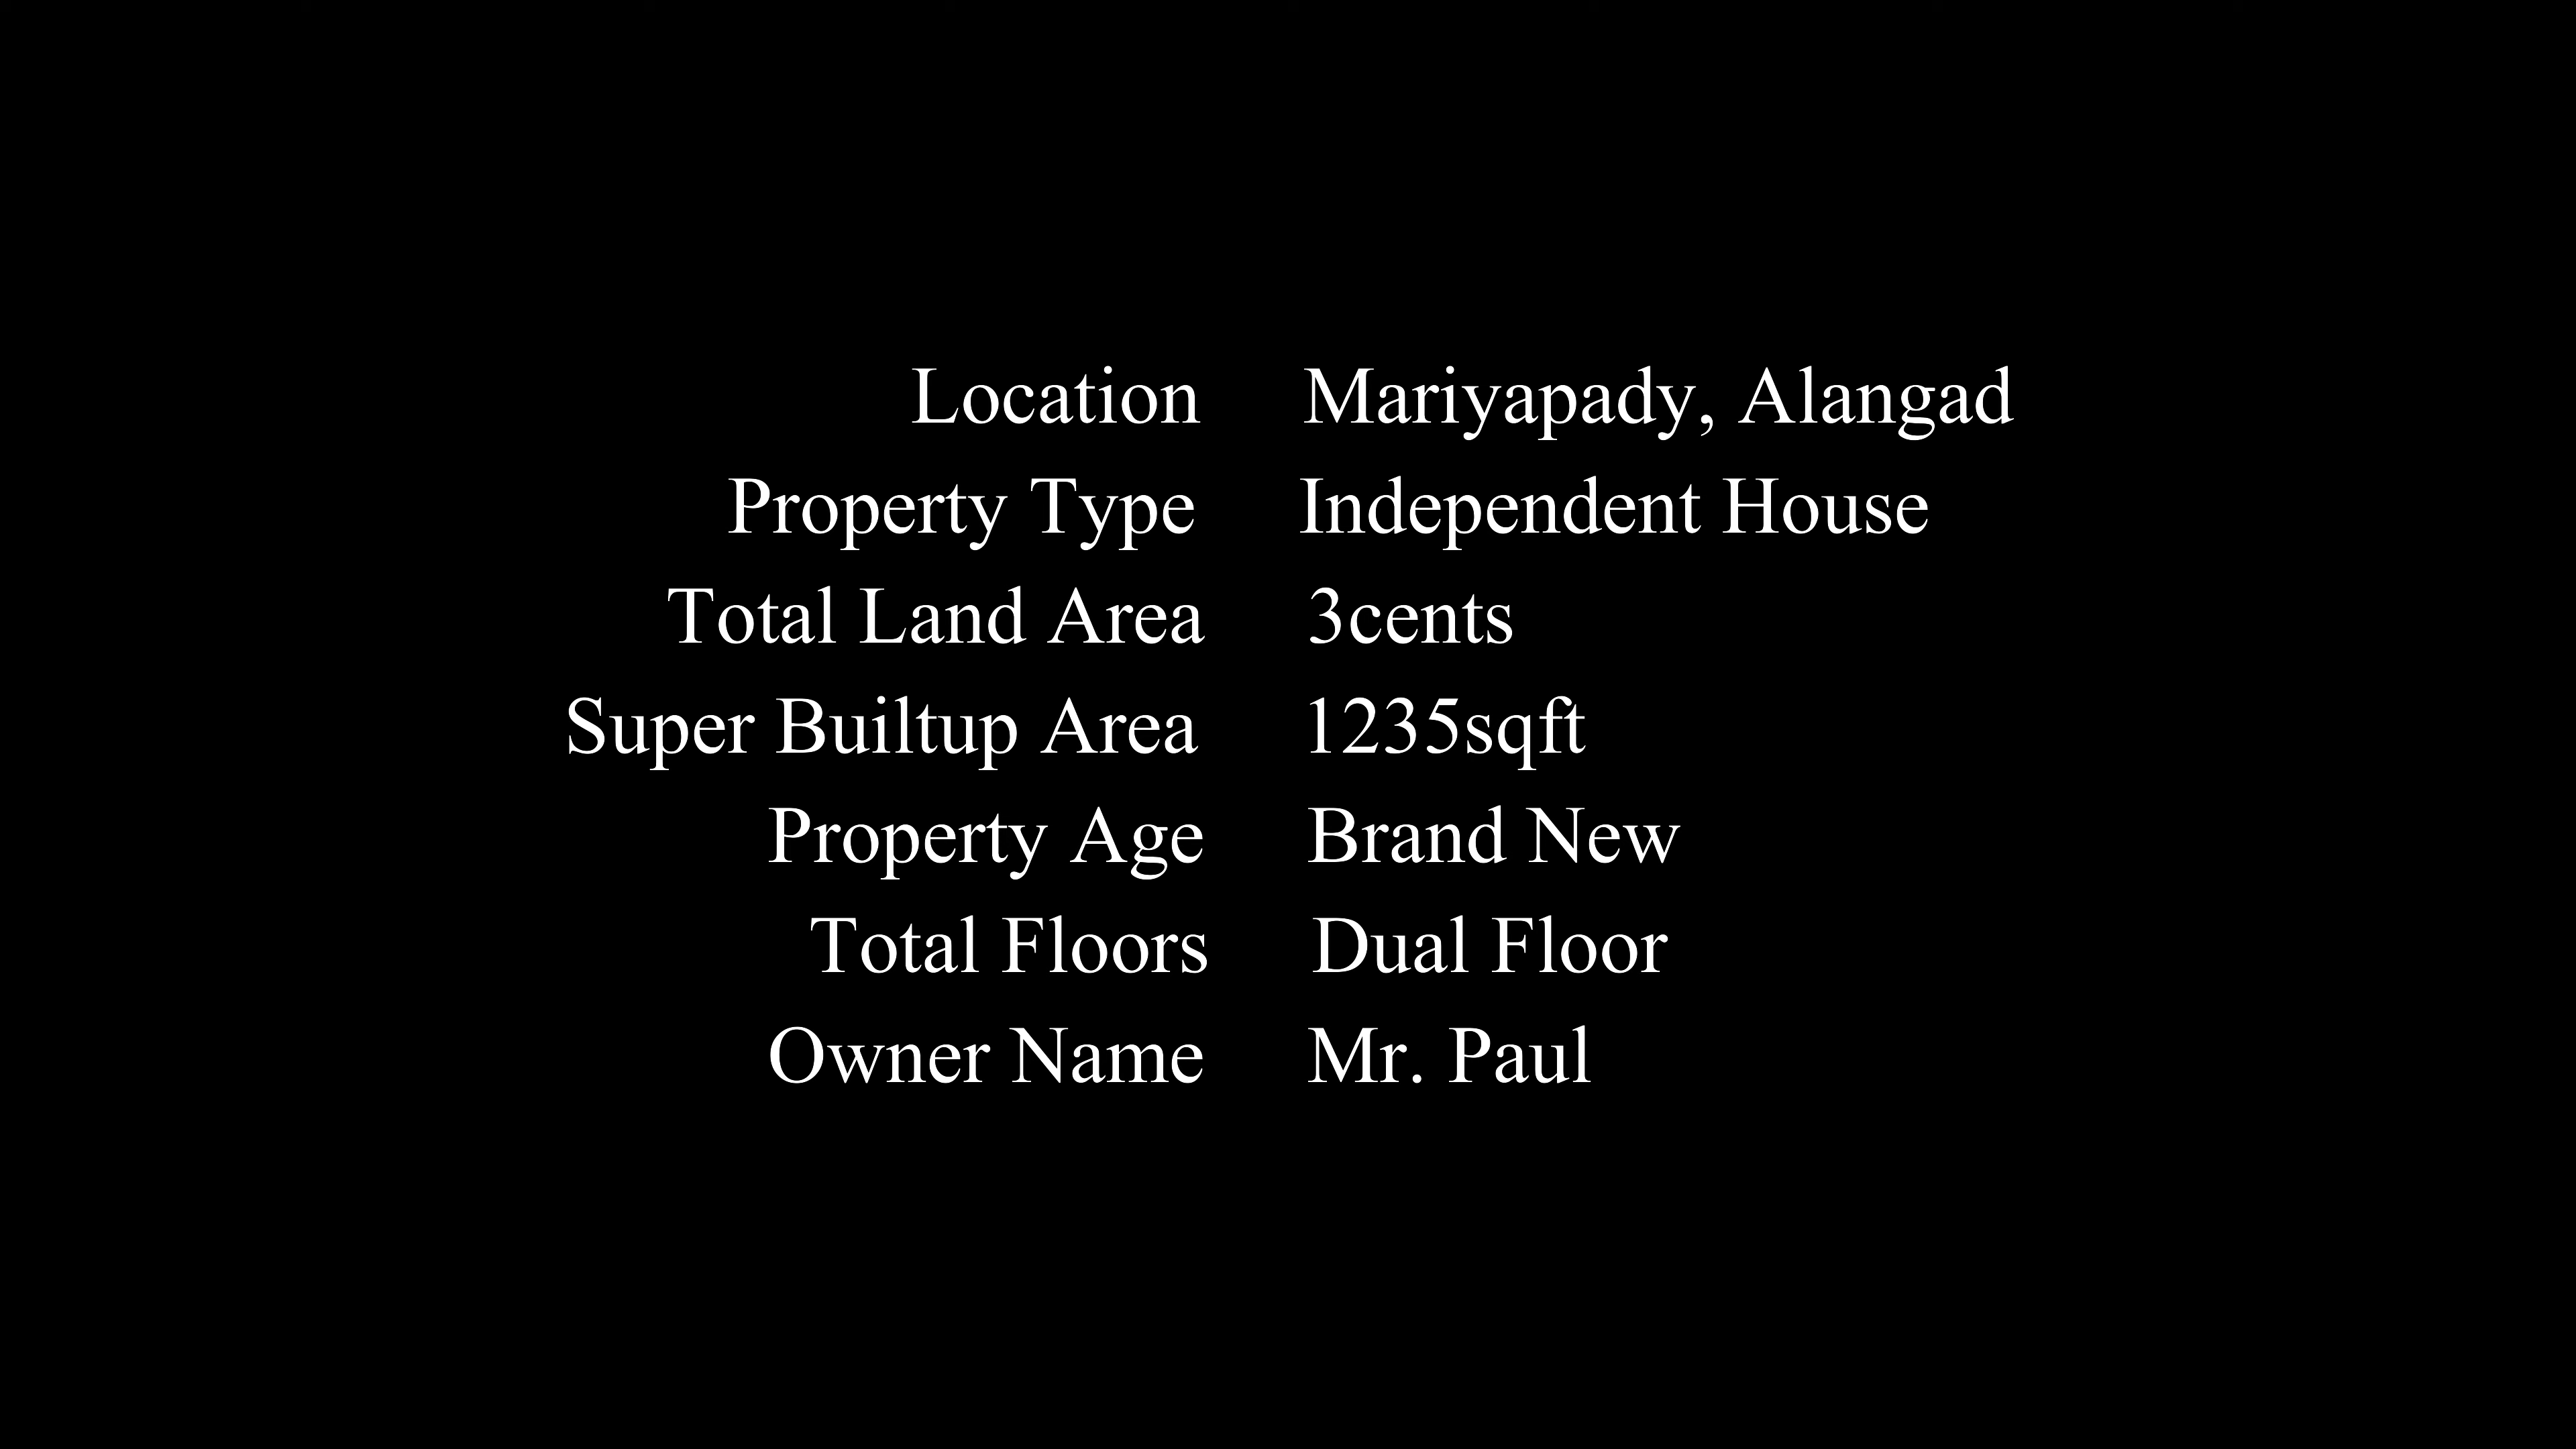 Location Mariyapady, Alangad
Property Type Independent House
Total Land Area 3cents
Super Builtup Area 1235sqft
Property Age Brand New
Total Floors Dual Floor
Owner Name Mr. Paul